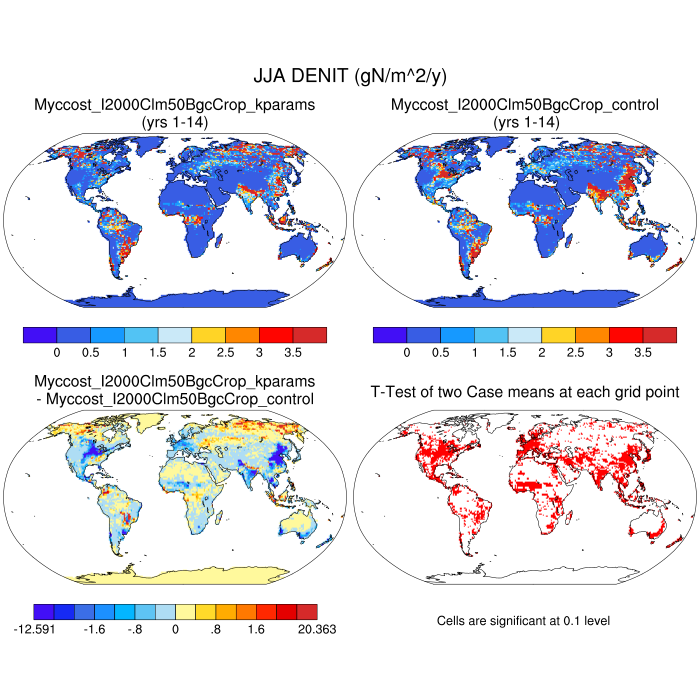 JJA DENIT (gN/m^2/y)
Myccost_I2000Clm50BgcCrop_kparams
(yrs 1-14)
Myccost_I2000Clm50BgcCrop_control
(yrs 1-14)
0 0.5 1 1.5 2 2.5 3 3.5
0 0.5 1 1.5 2 2.5 3 3.5
Myccost_I2000Clm50BgcCrop_kparams
- Myccost_I2000Clm50BgcCrop_control
T-Test of two Case means at each grid point
-12.591 -1.6 -.8 0 .8 1.6 20.363
Cells are significant at 0.1 level